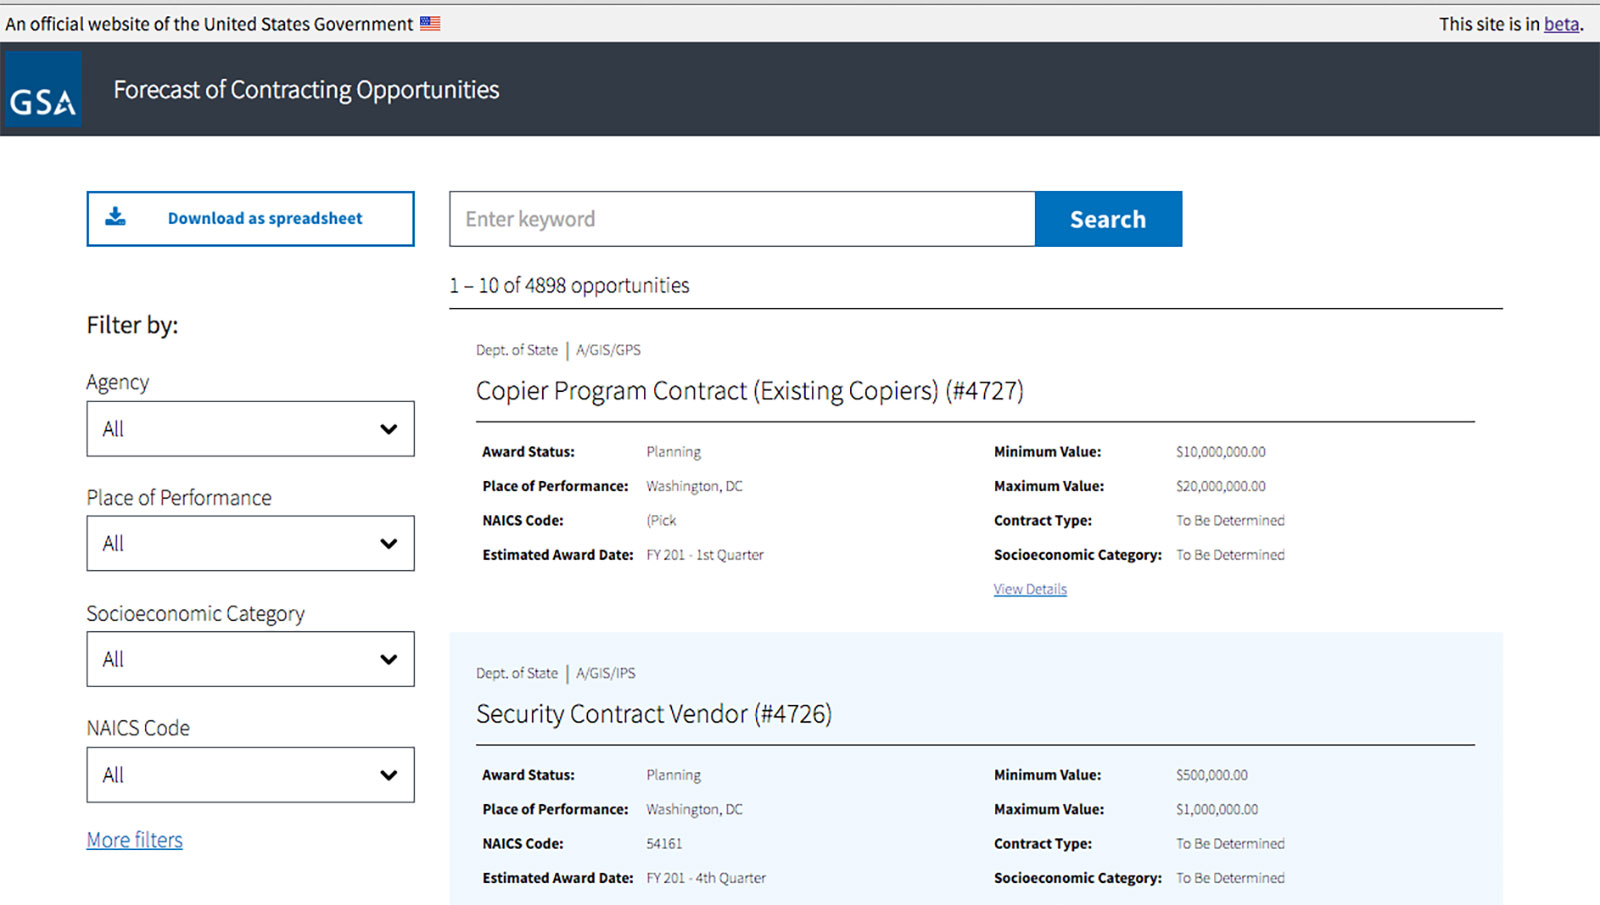 An official website of the United States Government
This site is in beta.
GSA
Forecast of Contracting Opportunities
Download as spreadsheet
Enter keyword
Search
1 – 10 of 4898 opportunities
Filter by:
Agency
All
Place of Performance
All
Socioeconomic Category
All
NAICS Code
All
More filters
Dept. of State | A/GIS/GPS
Copier Program Contract (Existing Copiers) (#4727)
Award Status: Planning
Minimum Value: $10,000,000.00
Place of Performance: Washington, DC
Maximum Value: $20,000,000.00
NAICS Code: (Pick
Contract Type: To Be Determined
Estimated Award Date: FY 201 - 1st Quarter
Socioeconomic Category: To Be Determined
View Details
Dept. of State | A/GIS/IPS
Security Contract Vendor (#4726)
Award Status: Planning
Minimum Value: $500,000.00
Place of Performance: Washington, DC
Maximum Value: $1,000,000.00
NAICS Code: 54161
Contract Type: To Be Determined
Estimated Award Date: FY 201 - 4th Quarter
Socioeconomic Category: To Be Determined